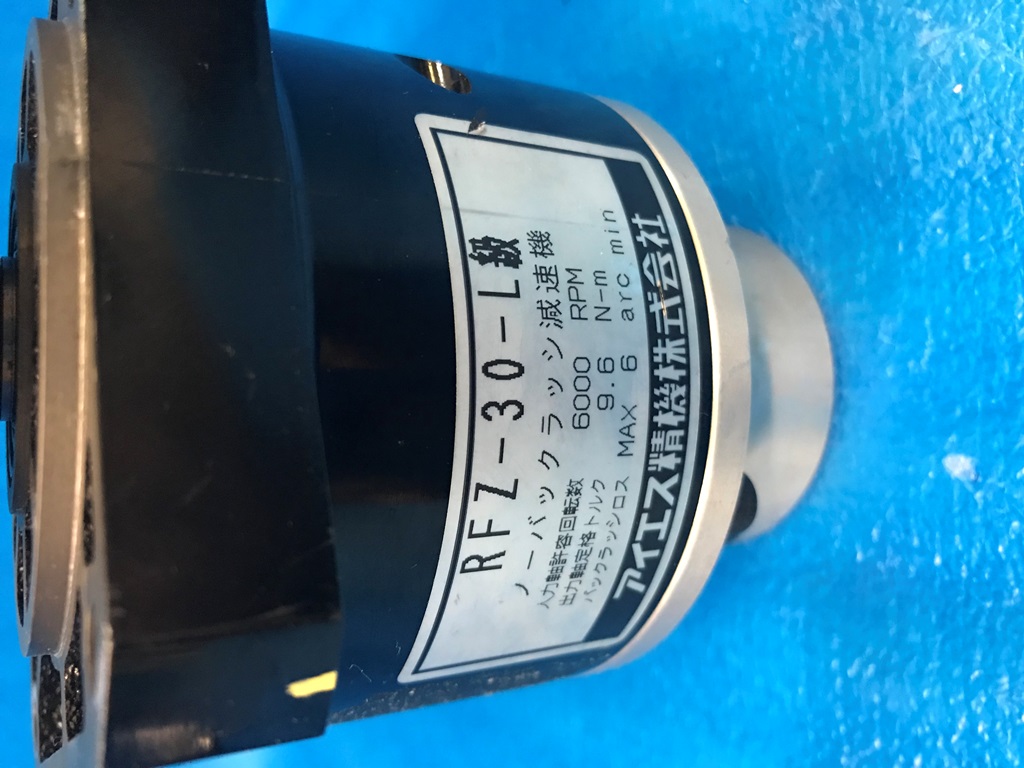 RFZ-30-L級
ノーバックラッシ減速機
入力軸許容回転数 6000 RPM
出力軸定格トルク 9.6 N-m
バックラッシロス MAX 6 arc min
アイエス精機株式会社